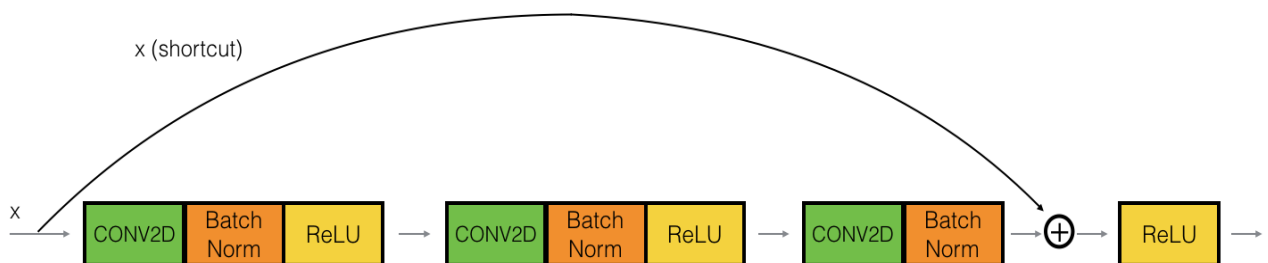 x (shortcut)
x
CONV2D
Batch
Norm
ReLU
CONV2D
Batch
Norm
ReLU
CONV2D
Batch
Norm
+
ReLU